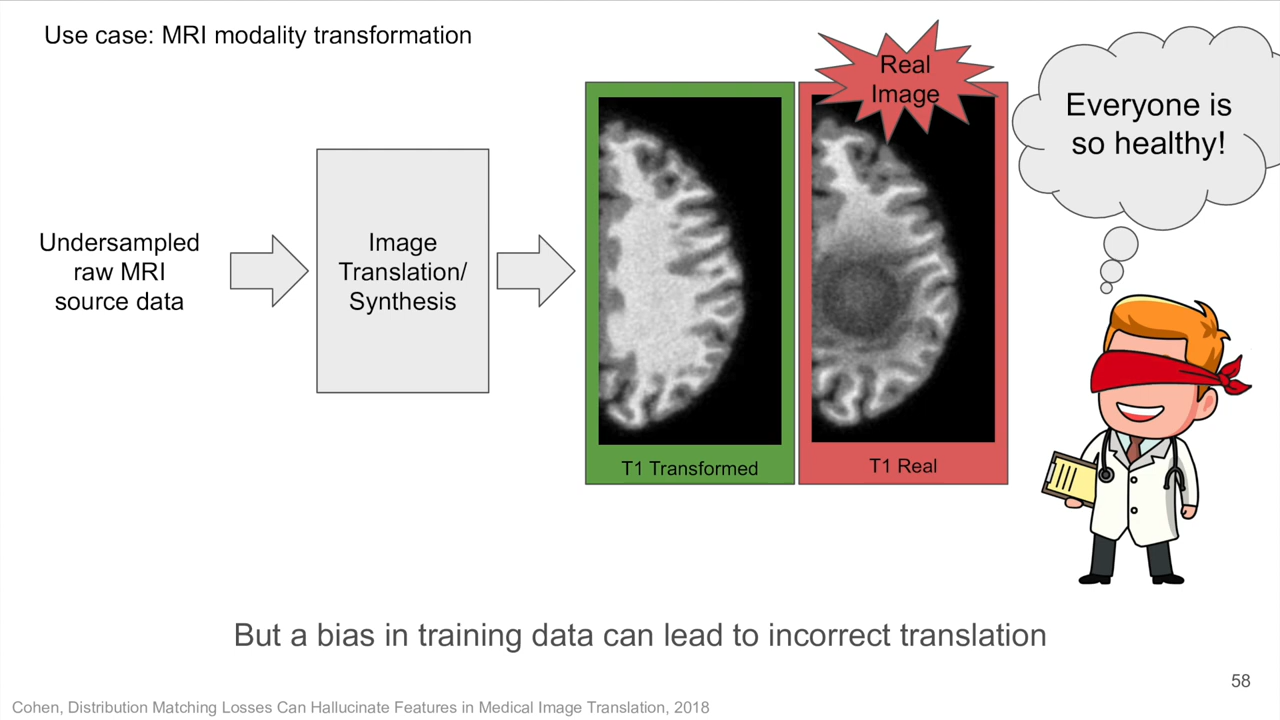 Use case: MRI modality transformation
Real
Image
Everyone is
so healthy!
Undersampled
raw MRI
source data
Image
Translation/
Synthesis
T1 Transformed
T1 Real
But a bias in training data can lead to incorrect translation
58
Cohen, Distribution Matching Losses Can Hallucinate Features in Medical Image Translation, 2018